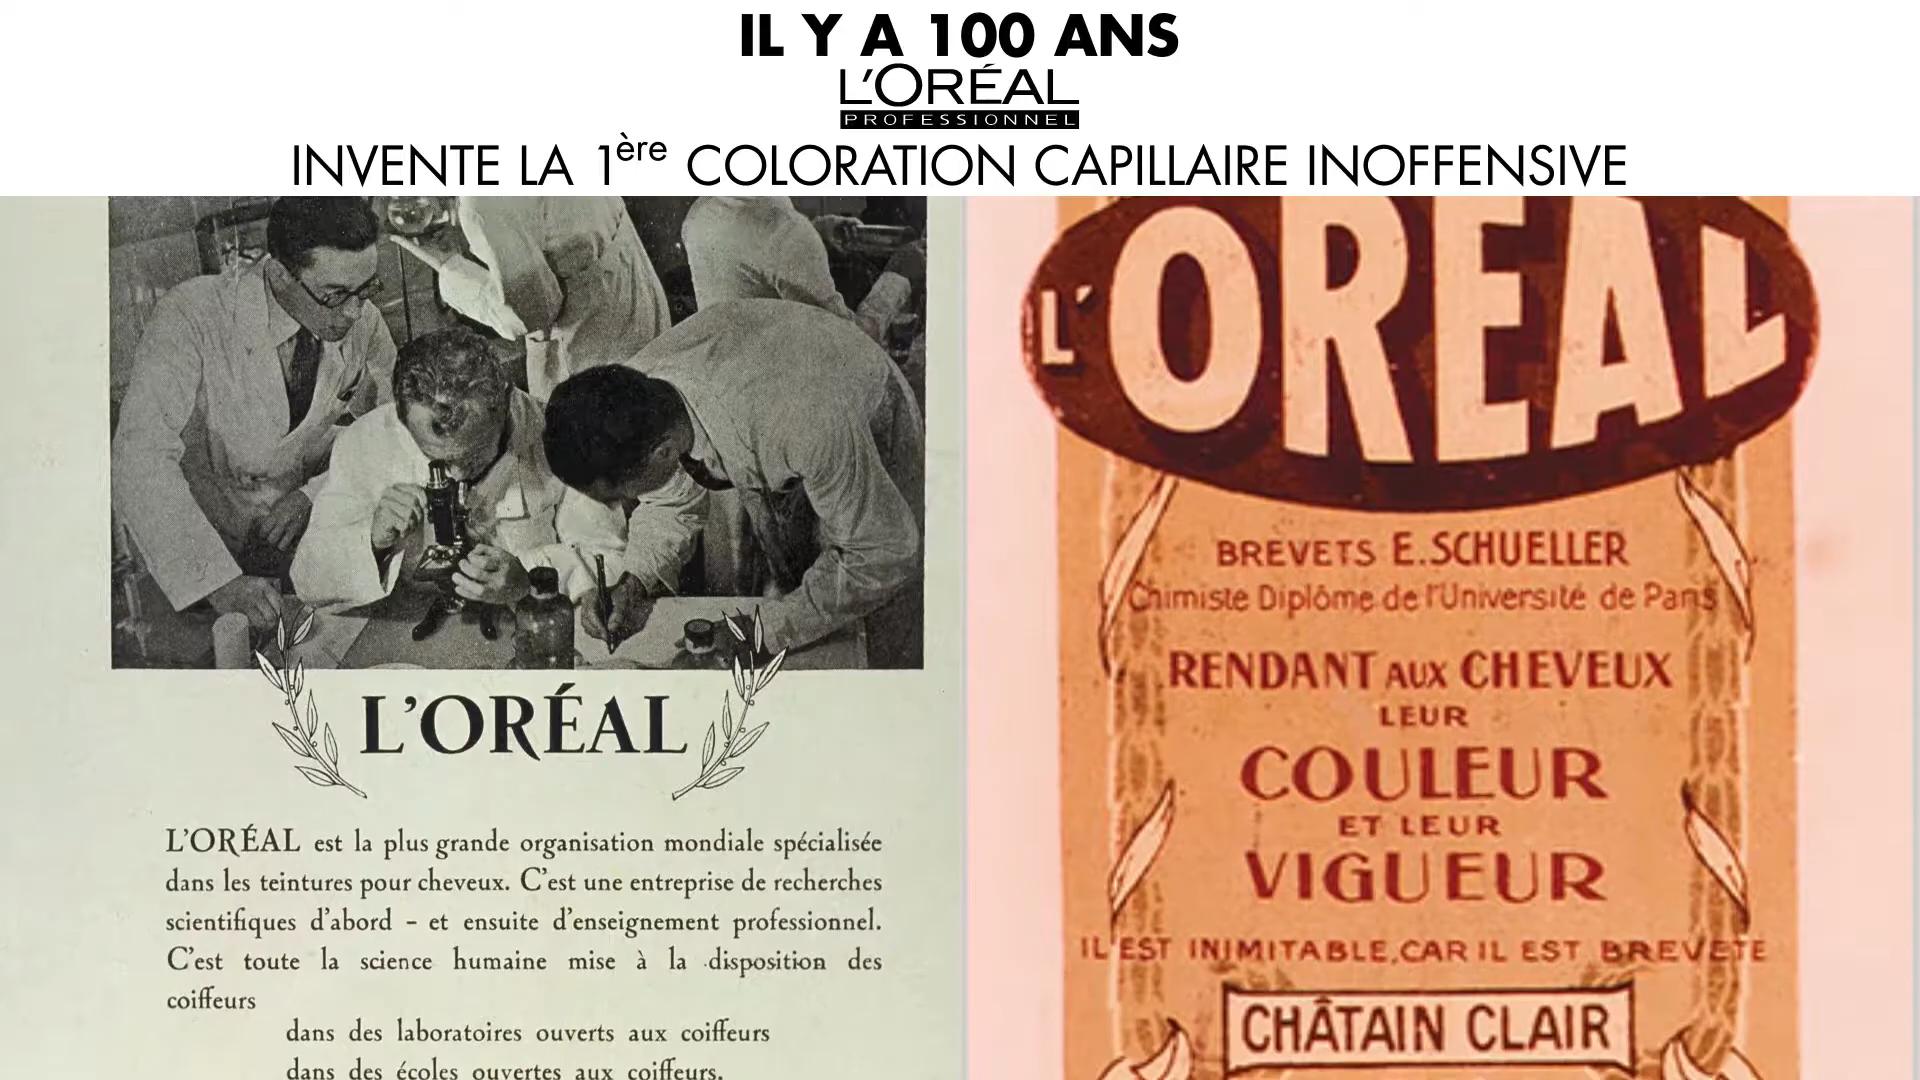 IL Y A 100 ANS
L'ORÉAL
PROFESSIONNEL
INVENTE LA 1ère COLORATION CAPILLAIRE INOFFENSIVE
L'ORÉAL
L'ORÉAL est la plus grande organisation mondiale spécialisée
dans les teintures pour cheveux. C'est une entreprise de recherches
scientifiques d'abord - et ensuite d'enseignement professionnel.
C'est toute la science humaine mise à la disposition des
coiffeurs
dans des laboratoires ouverts aux coiffeurs
dans des écoles ouvertes aux coiffeurs.
L'ORÉAL
BREVETS E. SCHUELLER
Chimiste Diplôme de l'Université de Paris
RENDANT AUX CHEVEUX
LEUR
COULEUR
ET LEUR
VIGUEUR
IL EST INIMITABLE, CAR IL EST BREVETE
CHÂTAIN CLAIR